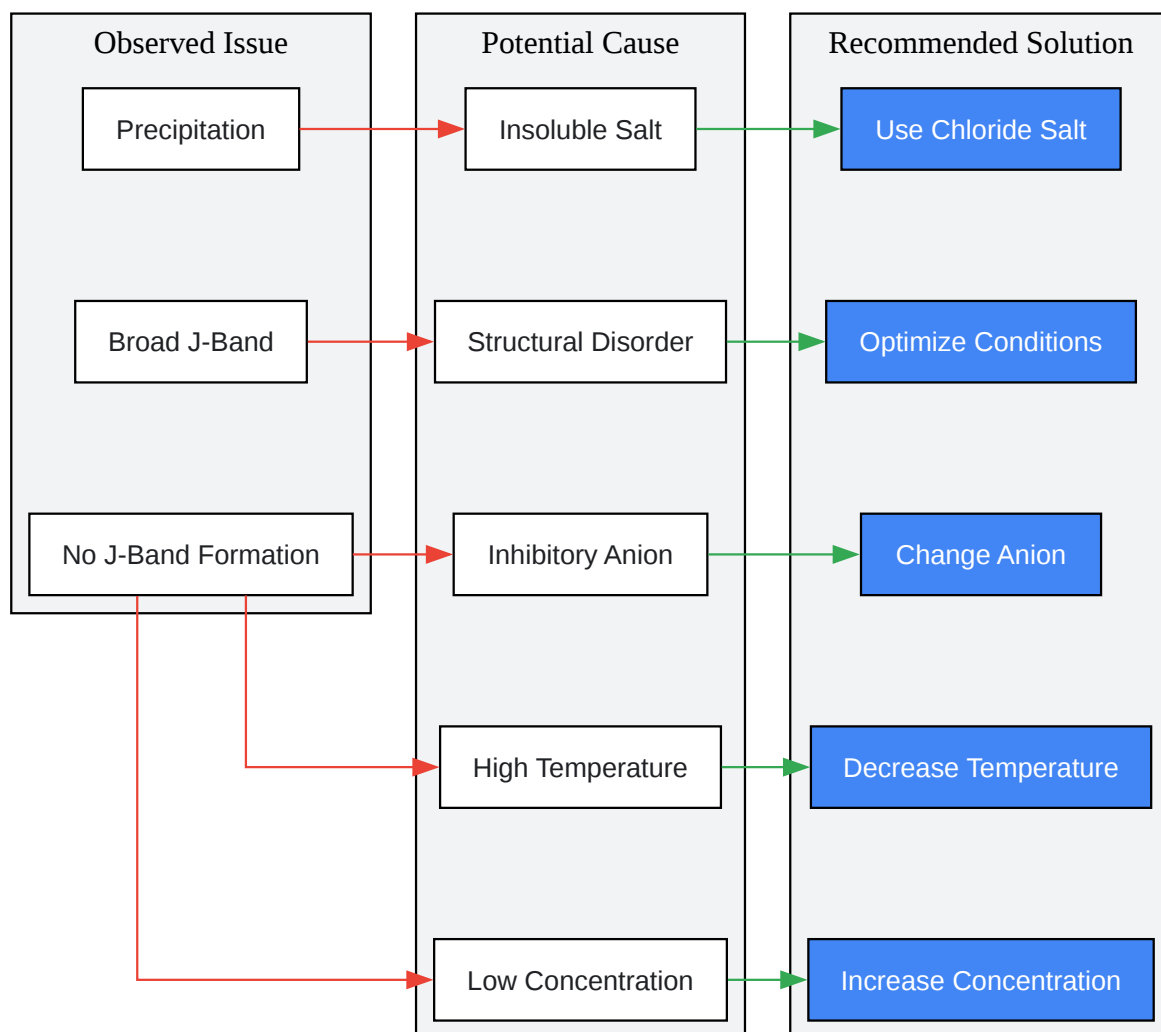 Observed Issue
Potential Cause
Recommended Solution
Precipitation
Insoluble Salt
Use Chloride Salt
Broad J-Band
Structural Disorder
Optimize Conditions
No J-Band Formation
Inhibitory Anion
Change Anion
High Temperature
Decrease Temperature
Low Concentration
Increase Concentration